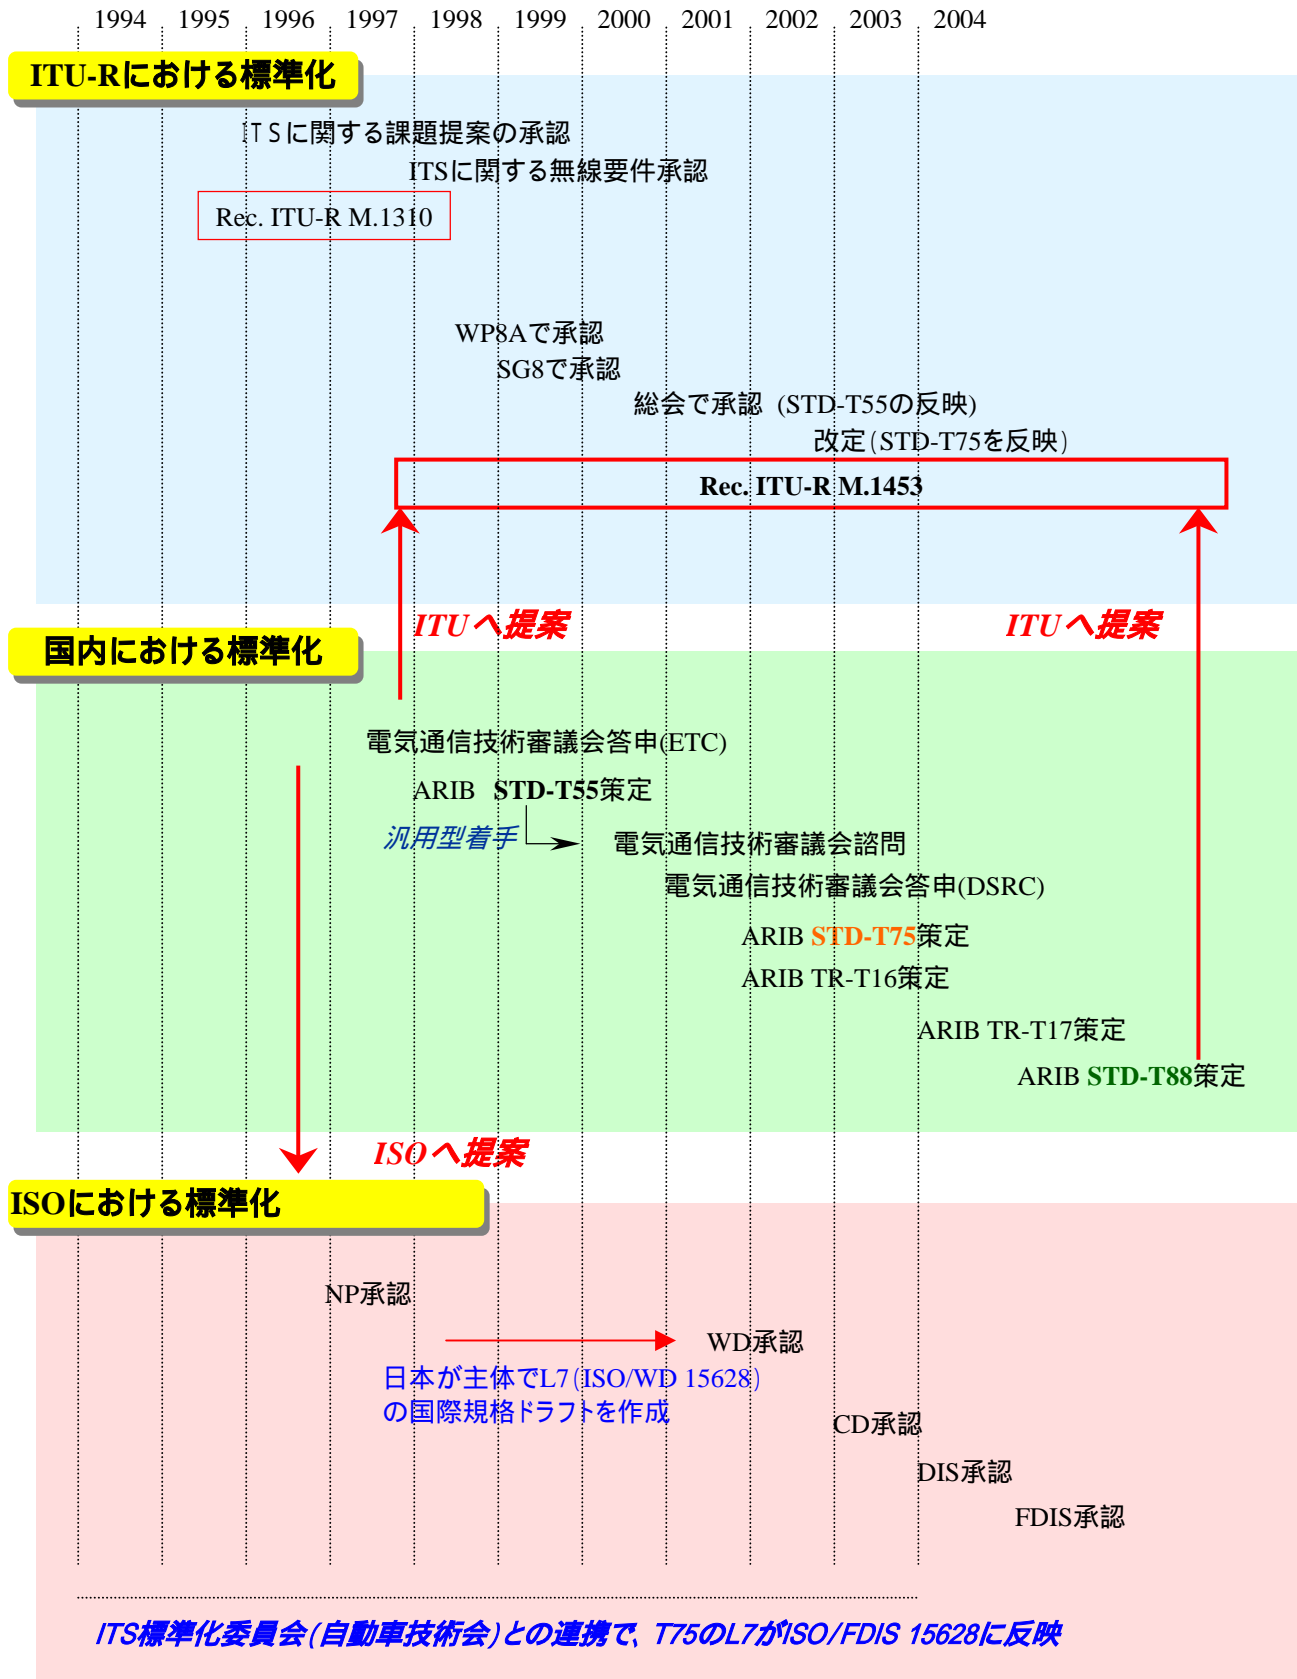 1994 1995 1996 1997 1998 1999 2000 2001 2002 2003 2004
ITU-Rにおける標準化
ITSに関する課題提案の承認
ITSに関する無線要件承認
Rec. ITU-R M.1310
WP8Aで承認
SG8で承認
総会で承認 (STD-T55の反映)
改定(STD-T75を反映)
Rec. ITU-R M.1453
ITUへ提案 ITUへ提案
国内における標準化
電気通信技術審議会答申(ETC)
ARIB STD-T55策定
汎用型着手 電気通信技術審議会諮問
電気通信技術審議会答申(DSRC)
ARIB STD-T75策定
ARIB TR-T16策定
ARIB TR-T17策定
ARIB STD-T88策定
ISOへ提案
ISOにおける標準化
NP承認
WD承認
日本が主体でL7(ISO/WD 15628)
の国際規格ドラフトを作成
CD承認
DIS承認
FDIS承認
ITS標準化委員会(自動車技術会)との連携で、T75のL7がISO/FDIS 15628に反映